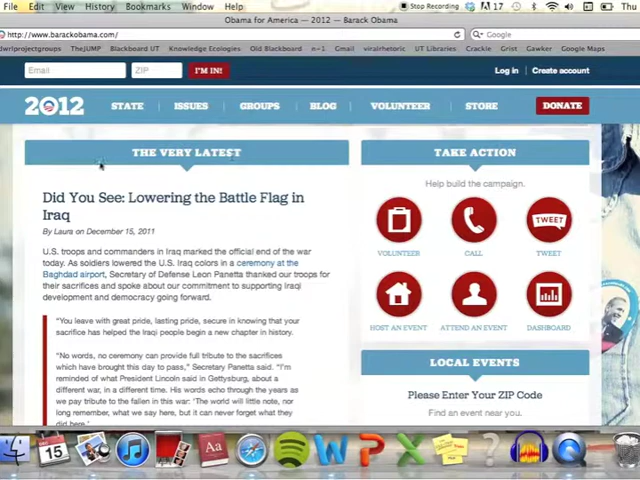 File Edit View History Bookmarks Window Help Stop Recording 17 Thu
Obama for America — 2012 — Barack Obama
http://www.barackobama.com/ Google
dwrlprojectgroups TheJUMP Blackboard UT Knowledge Ecologies Old Blackboard n+1 Gmail viralrhetoric UT Libraries Crackle Grist Gawker Google Maps
Email ZIP I'M IN! Log in Create account
2012 STATE ISSUES GROUPS BLOG VOLUNTEER STORE DONATE
THE VERY LATEST
Did You See: Lowering the Battle Flag in
Iraq
By Laura on December 15, 2011
U.S. troops and commanders in Iraq marked the official end of the war
today. As soldiers lowered the U.S. Iraq colors in a ceremony at the
Baghdad airport, Secretary of Defense Leon Panetta thanked our troops for
their sacrifices and spoke about our commitment to supporting Iraqi
development and democracy going forward.
"You leave with great pride, lasting pride, secure in knowing that your
sacrifice has helped the Iraqi people begin a new chapter in history.
"No words, no ceremony can provide full tribute to the sacrifices
which have brought this day to pass," Secretary Panetta said. "I'm
reminded of what President Lincoln said in Gettysburg, about a
different war, in a different time. His words echo through the years as
we pay tribute to the fallen in this war: 'The world will little note, nor
long remember, what we say here, but it can never forget what they
did here.
TAKE ACTION
Help build the campaign.
TWEET
VOLUNTEER CALL TWEET
HOST AN EVENT ATTEND AN EVENT DASHBOARD
LOCAL EVENTS
Please Enter Your ZIP Code
Find an event near you.
DEC
15
Aa
W P X ?